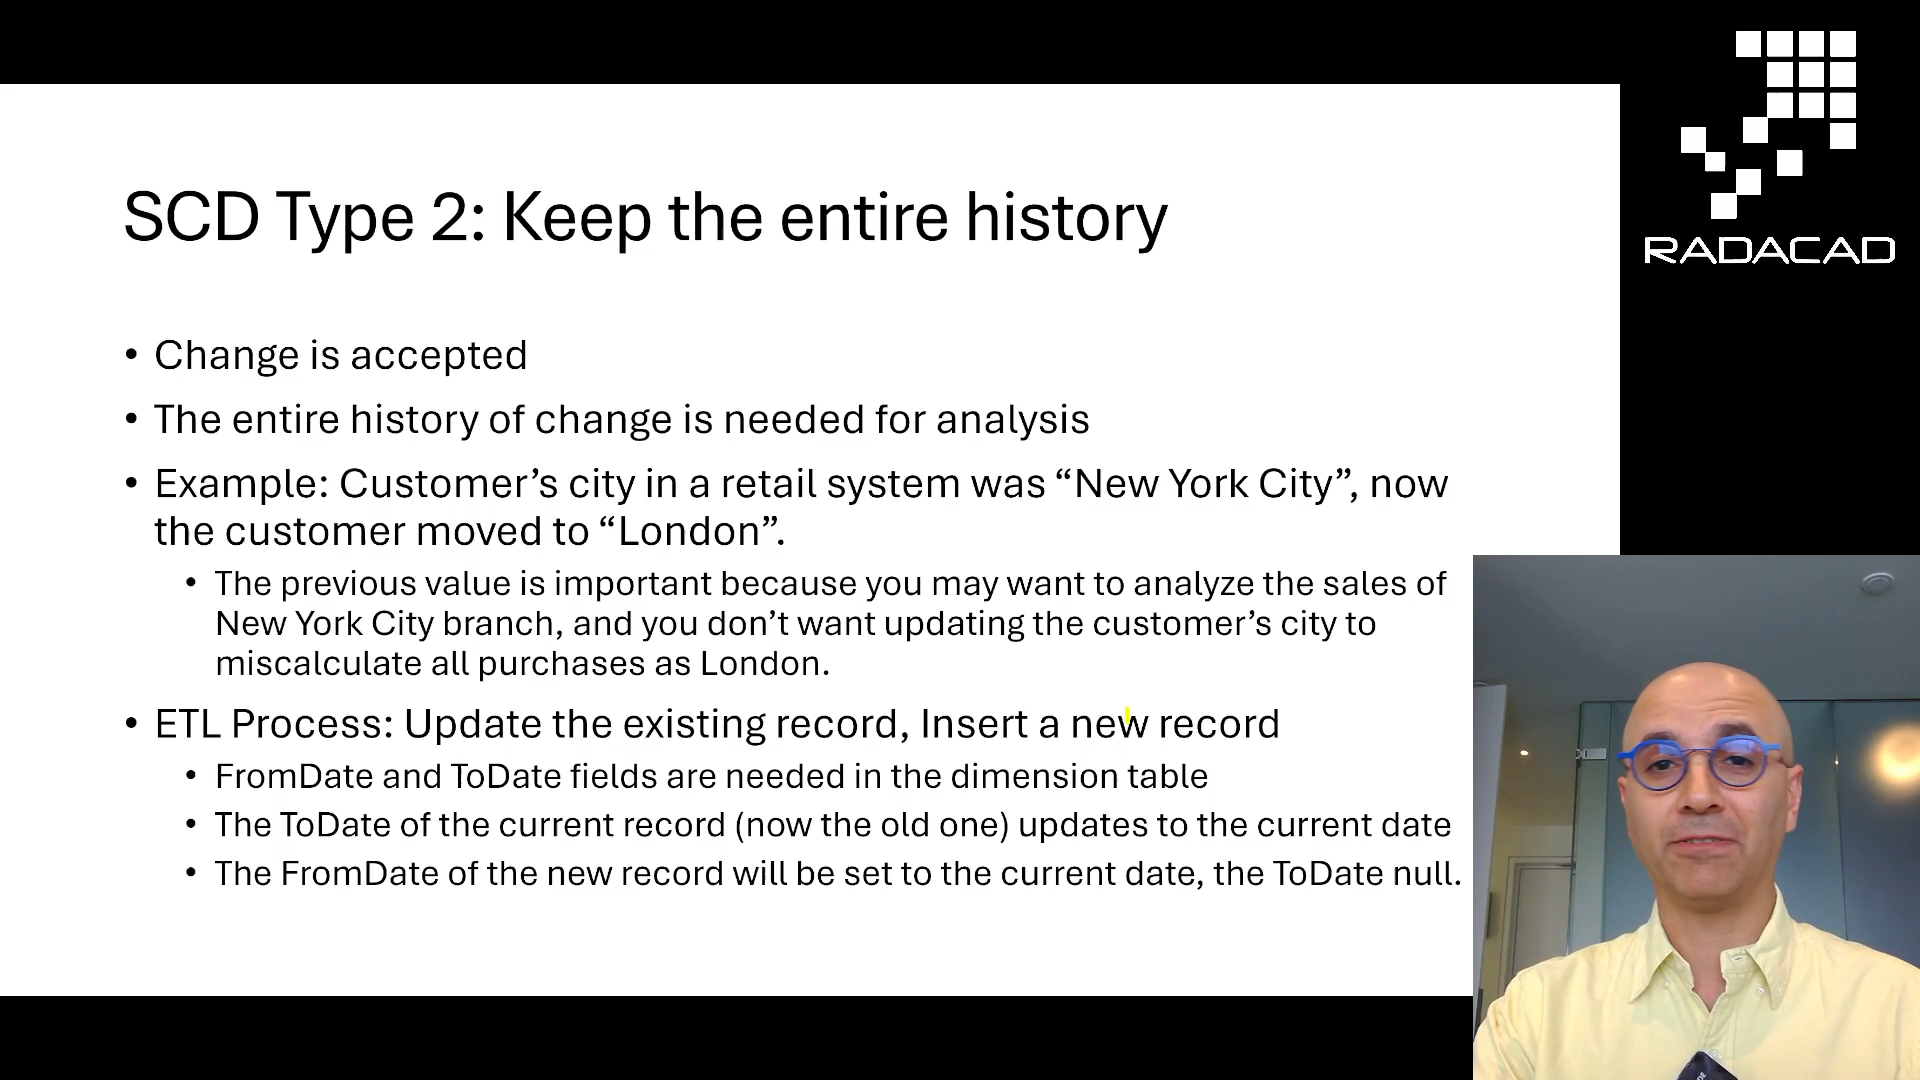 SCD Type 2: Keep the entire history
• Change is accepted
• The entire history of change is needed for analysis
• Example: Customer’s city in a retail system was “New York City”, now
the customer moved to “London”.
• The previous value is important because you may want to analyze the sales of
New York City branch, and you don’t want updating the customer’s city to
miscalculate all purchases as London.
• ETL Process: Update the existing record, Insert a new record
• FromDate and ToDate fields are needed in the dimension table
• The ToDate of the current record (now the old one) updates to the current date
• The FromDate of the new record will be set to the current date, the ToDate null.
RADACAD